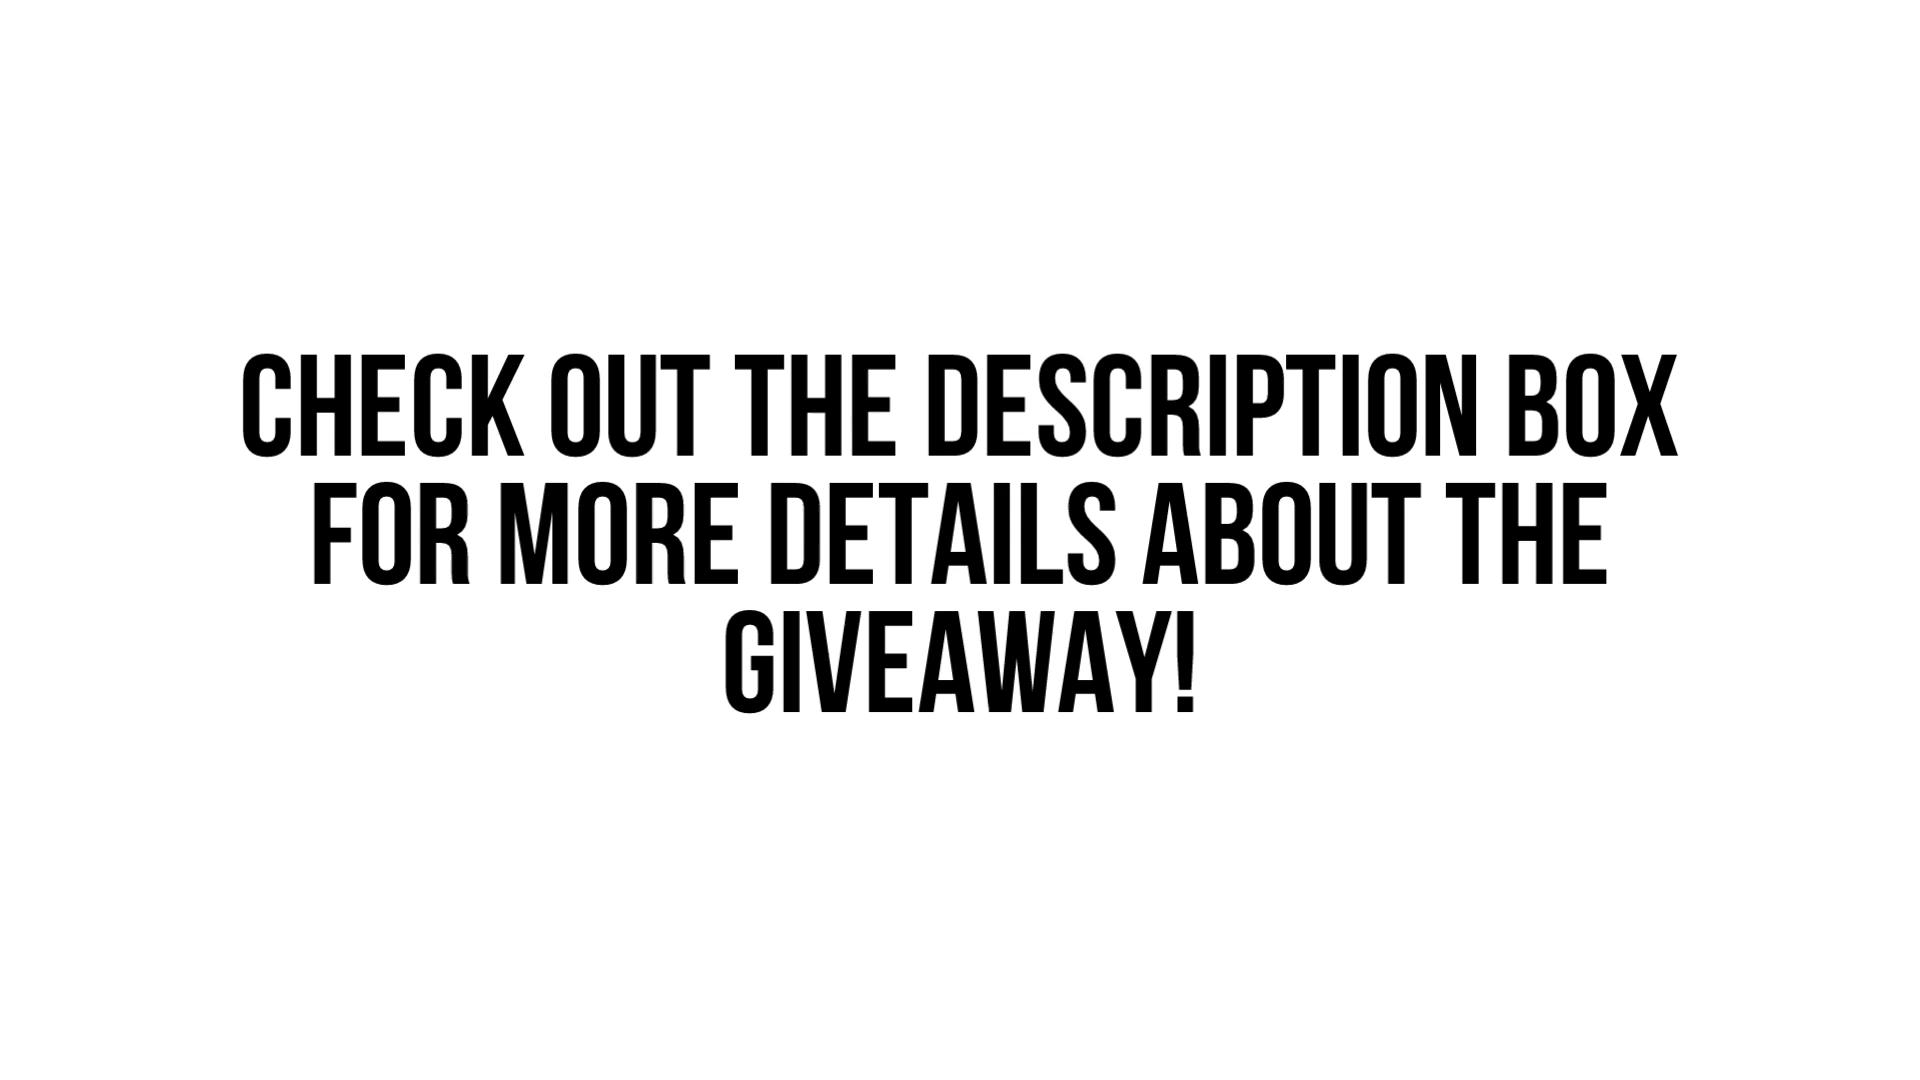 CHECK OUT THE DESCRIPTION BOX
FOR MORE DETAILS ABOUT THE
GIVEAWAY!